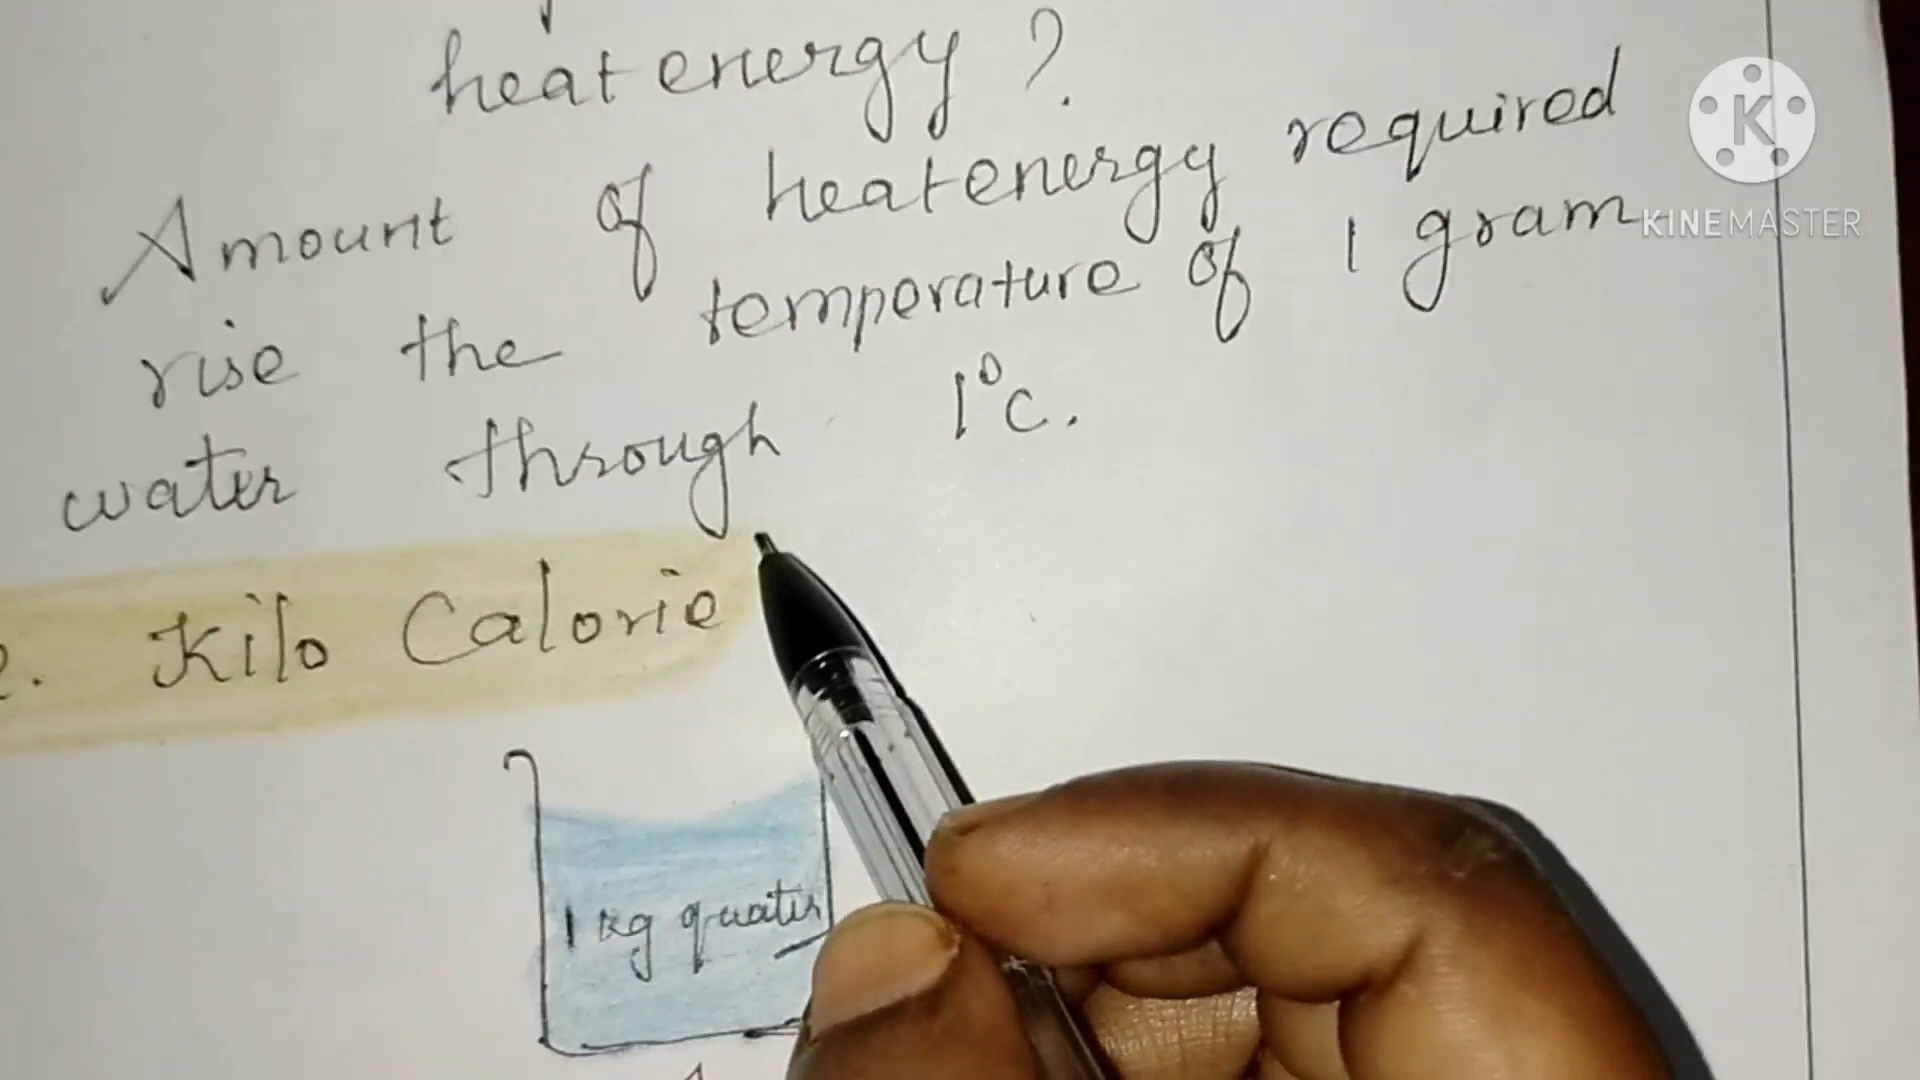 heat energy ?
Amount of heat energy required
rise the temperature of 1 gram
water through 1°c.
2. Kilo Calorie
1 kg of water
K
KINEMASTER